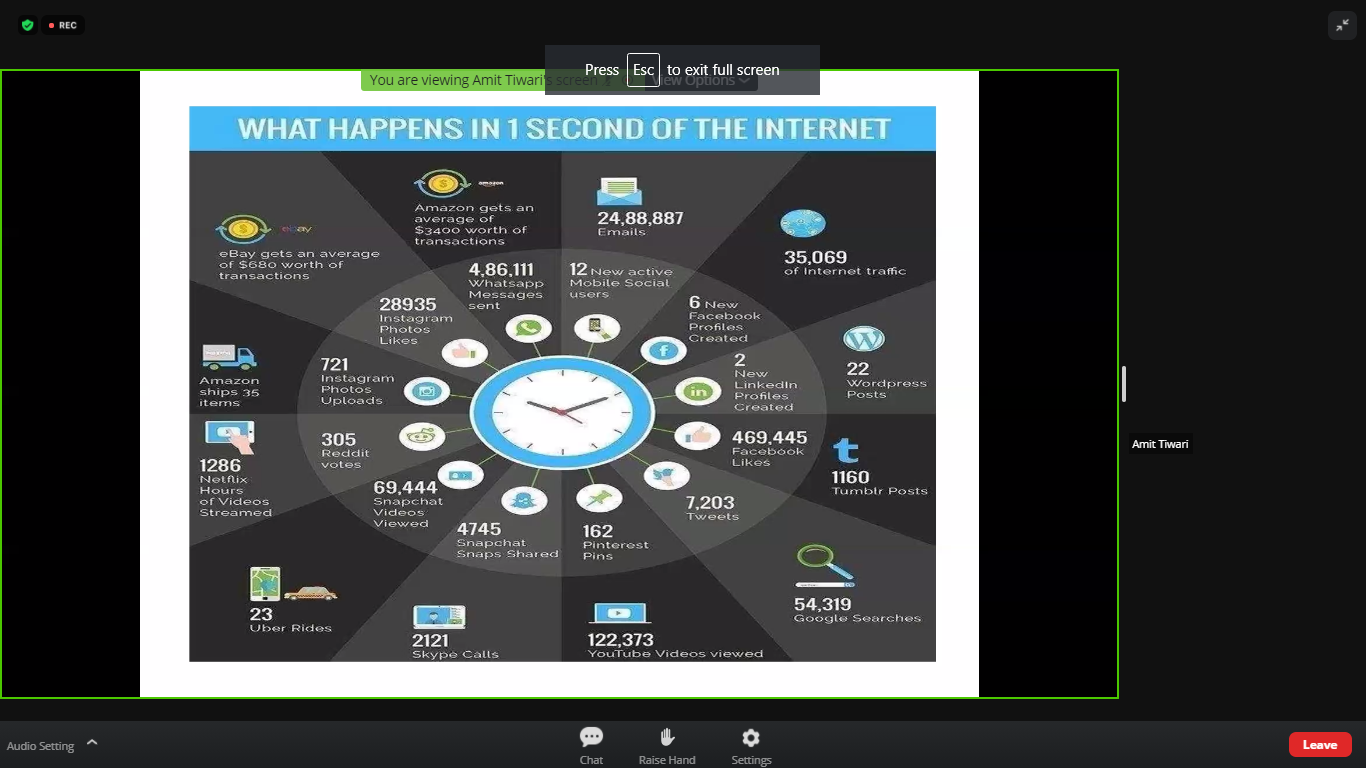 REC
Press Esc to exit full screen
You are viewing Amit Tiwari's screen
View Options
WHAT HAPPENS IN 1 SECOND OF THE INTERNET
amazon
Amazon gets an
average of
$3400 worth of
transactions
24,88,887
Emails
35,069
of Internet traffic
ebay
eBay gets an average
of $680 worth of
transactions
4,86,111
Whatsapp
Messages
sent
12 New active
Mobile Social
users
28935
Instagram
Photos
Likes
6 New
Facebook
Profiles
Created
721
Instagram
Photos
Uploads
2
New
LinkedIn
Profiles
Created
22
Wordpress
Posts
Amazon
ships 35
items
305
Reddit
votes
469,445
Facebook
Likes
1160
Tumblr Posts
1286
Netflix
Hours
of Videos
Streamed
69,444
Snapchat
Videos
Viewed
4745
Snapchat
Snaps Shared
162
Pinterest
Pins
7,203
Tweets
23
Uber Rides
2121
Skype Calls
122,373
YouTube Videos viewed
54,319
Google Searches
Amit Tiwari
Audio Setting
Chat
Raise Hand
Settings
Leave